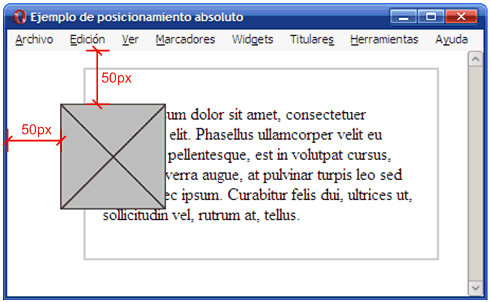 Ejemplo de posicionamiento absoluto
Archivo Edición Ver Marcadores Widgets Titulares Herramientas Ayuda
50px
50px
um dolor sit amet, consectetuer
elit. Phasellus ullamcorper velit eu
pellentesque, est in volutpat cursus,
verra augue, at pulvinar turpis leo sed
ec ipsum. Curabitur felis dui, ultrices ut,
sollicitudin vel, rutrum at, tellus.